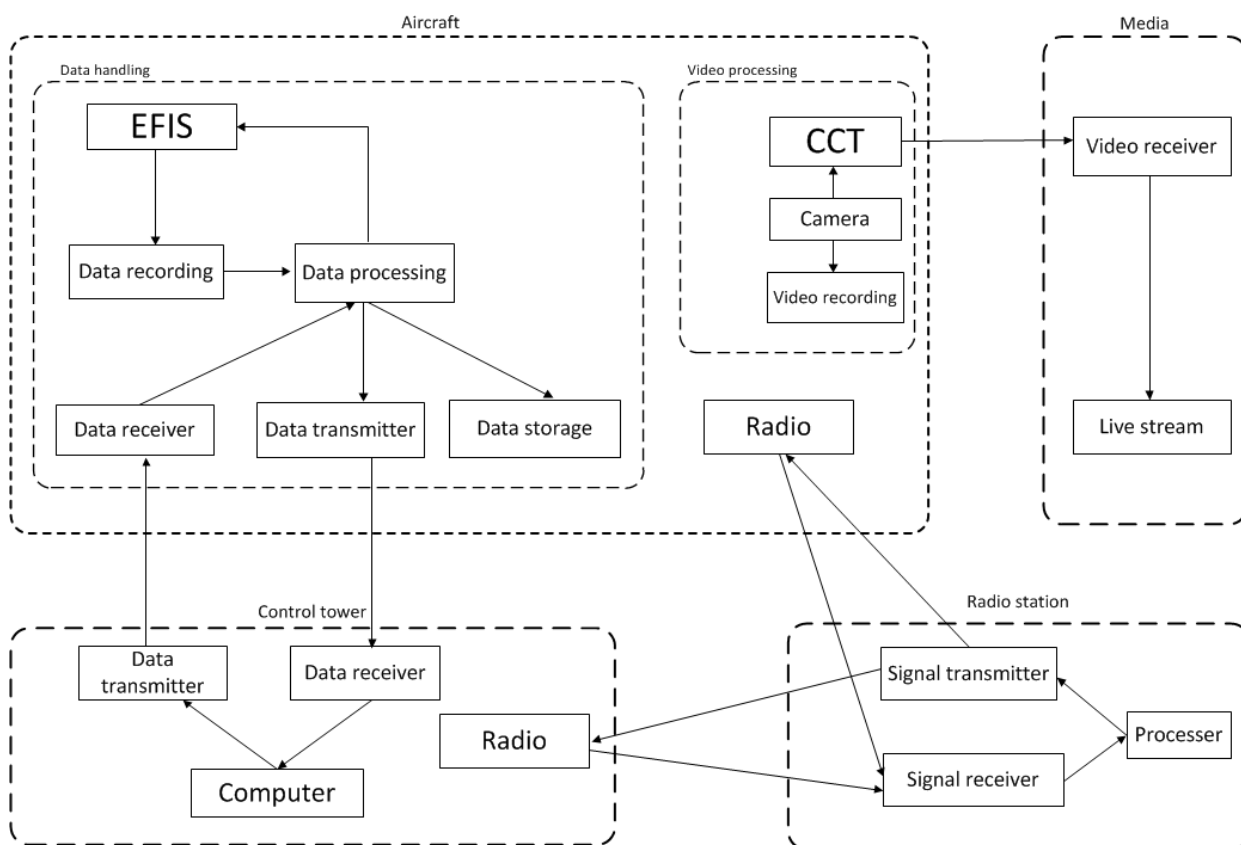 Aircraft
Media
Data handling
Video processing
EFIS
CCT
Video receiver
Camera
Data recording
Data processing
Video recording
Data receiver
Data transmitter
Data storage
Radio
Live stream
Control tower
Radio station
Data
transmitter
Data receiver
Signal transmitter
Radio
Processer
Computer
Signal receiver